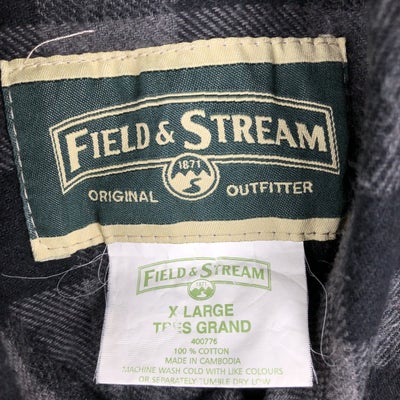 FIELD & STREAM
1871
ORIGINAL OUTFITTER
FIELD & STREAM
1871
X LARGE
TRES GRAND
400776
100 % COTTON
MADE IN CAMBODIA
MACHINE WASH COLD WITH LIKE COLOURS
OR SEPARATELY TUMBLE DRY LOW